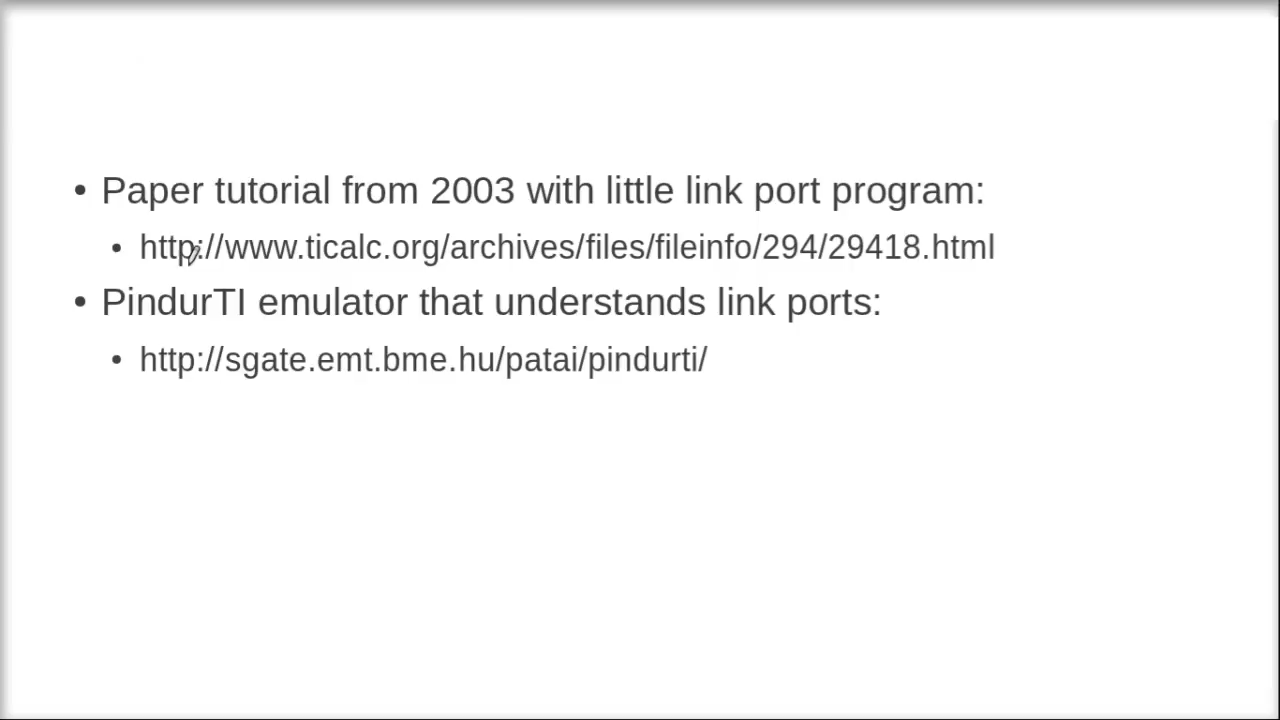 • Paper tutorial from 2003 with little link port program:
• http://www.ticalc.org/archives/files/fileinfo/294/29418.html
• PindurTI emulator that understands link ports:
• http://sgate.emt.bme.hu/patai/pindurti/